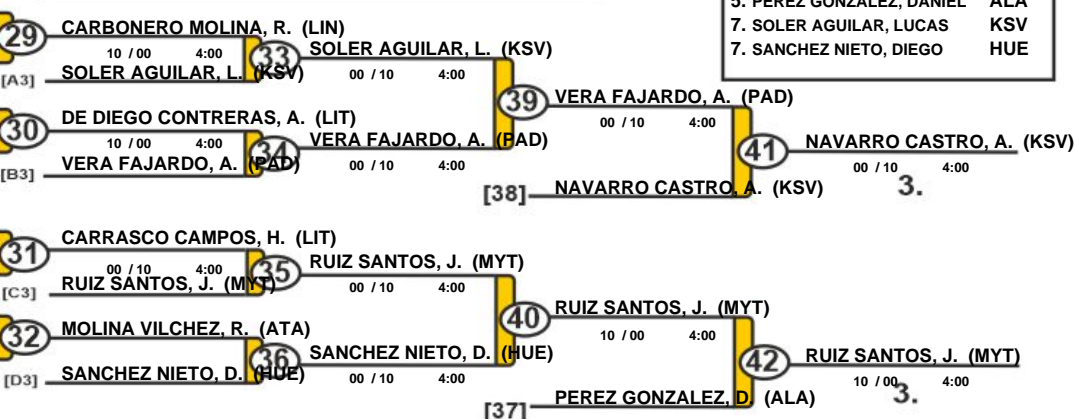 5. PEREZ GONZALEZ, DANIEL ALA
7. SOLER AGUILAR, LUCAS KSV
7. SANCHEZ NIETO, DIEGO HUE
29 CARBONERO MOLINA, R. (LIN)
10 / 00 4:00
[A3] SOLER AGUILAR, L. (KSV)
33 SOLER AGUILAR, L. (KSV)
00 / 10 4:00
30 DE DIEGO CONTRERAS, A. (LIT)
10 / 00 4:00
[B3] VERA FAJARDO, A. (PAD)
34 VERA FAJARDO, A. (PAD)
00 / 10 4:00
39 VERA FAJARDO, A. (PAD)
00 / 10 4:00
[38] NAVARRO CASTRO, A. (KSV)
41 NAVARRO CASTRO, A. (KSV)
00 / 10 4:00
3.
31 CARRASCO CAMPOS, H. (LIT)
00 / 10 4:00
[C3] RUIZ SANTOS, J. (MYT)
35 RUIZ SANTOS, J. (MYT)
00 / 10 4:00
32 MOLINA VILCHEZ, R. (ATA)
[D3] SANCHEZ NIETO, D. (HUE)
36 SANCHEZ NIETO, D. (HUE)
00 / 10 4:00
40 RUIZ SANTOS, J. (MYT)
10 / 00 4:00
[37] PEREZ GONZALEZ, D. (ALA)
42 RUIZ SANTOS, J. (MYT)
10 / 00 4:00
3.